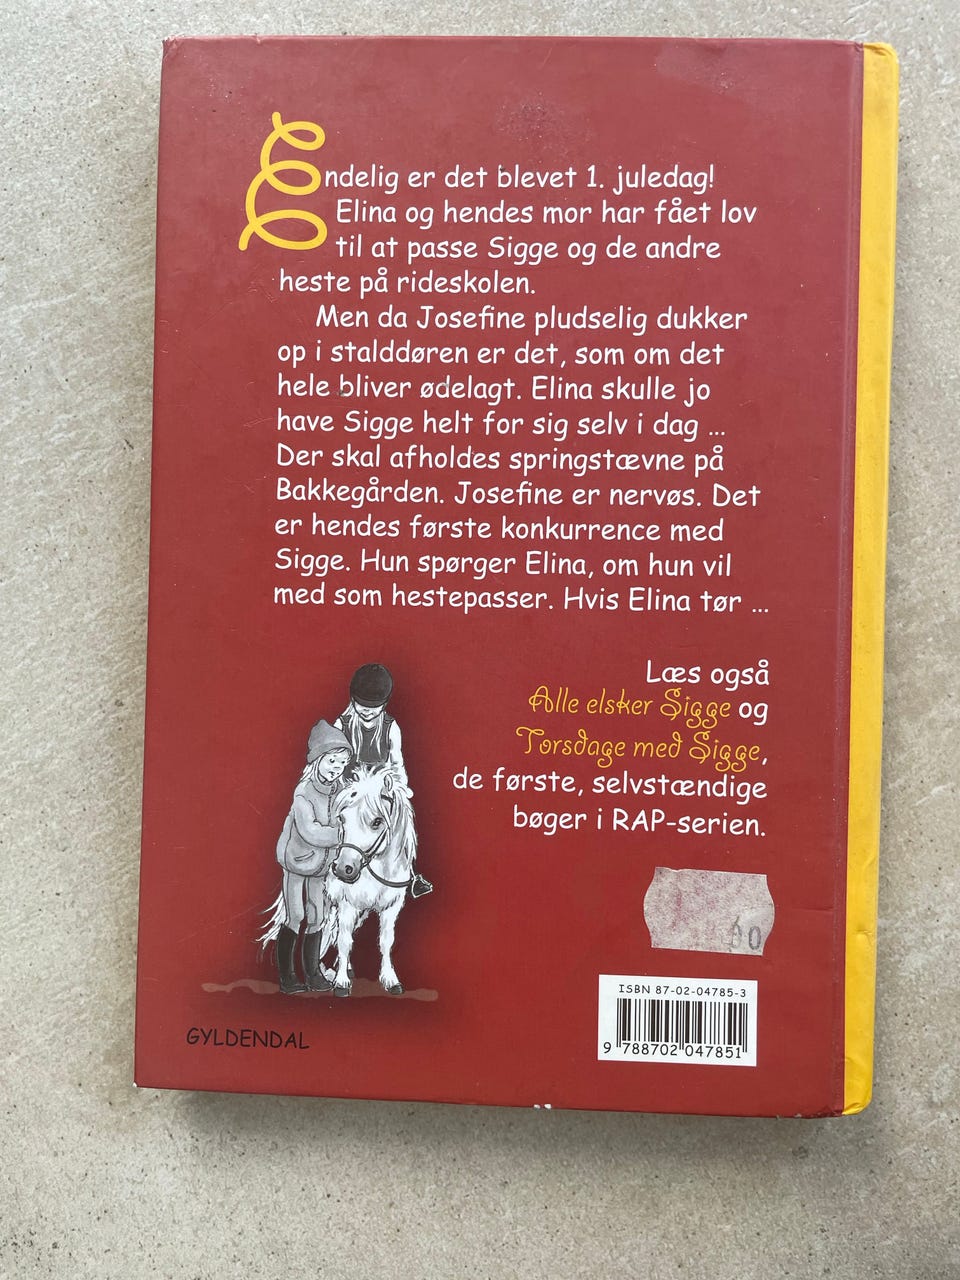 Endelig er det blevet 1. juledag!
Elina og hendes mor har fået lov
til at passe Sigge og de andre
heste på rideskolen.
Men da Josefine pludselig dukker
op i stalddøren er det, som om det
hele bliver ødelagt. Elina skulle jo
have Sigge helt for sig selv i dag ...
Der skal afholdes springstævne på
Bakkegården. Josefine er nervøs. Det
er hendes første konkurrence med
Sigge. Hun spørger Elina, om hun vil
med som hestepasser. Hvis Elina tør ...
Læs også
Alle elsker Sigge og
Torsdage med Sigge,
de første, selvstændige
bøger i RAP-serien.
ISBN 87-02-04785-3
9 788702 047851
GYLDENDAL